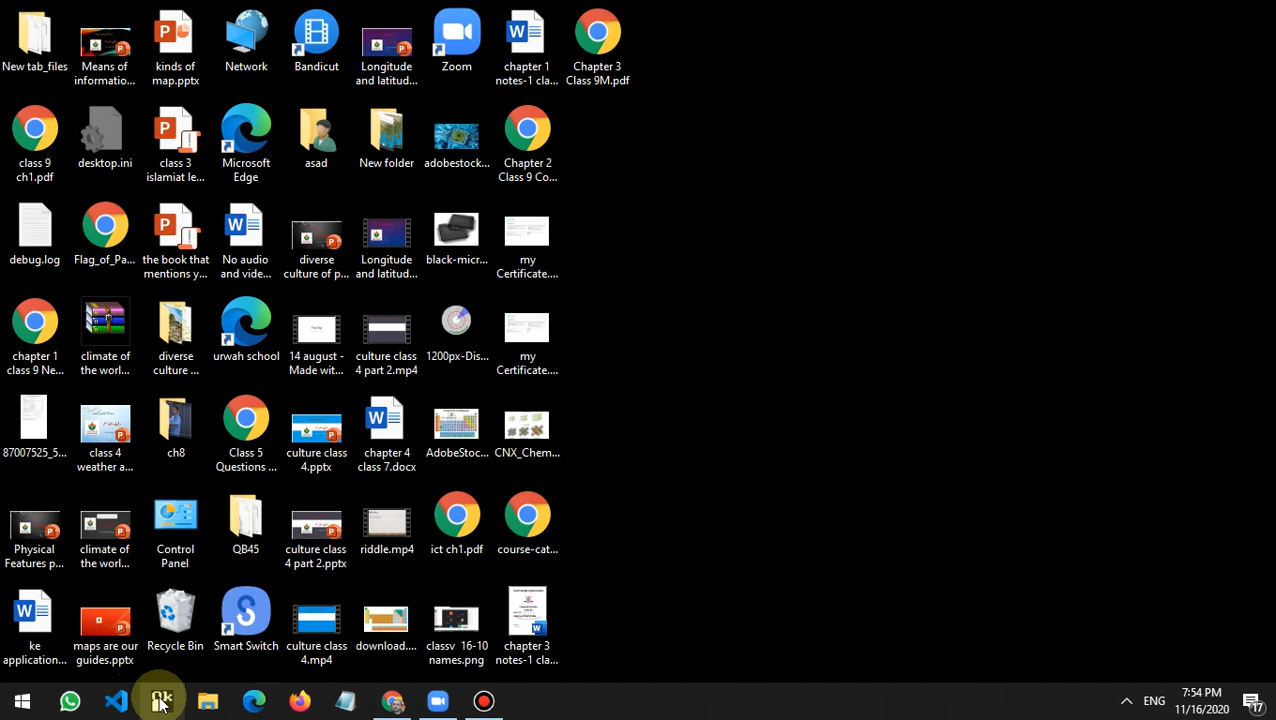 New tab_files
Means of
informatio...
kinds of
map.pptx
Network
Bandicut
Longitude
and latitud...
Zoom
chapter 1
notes-1 cla...
Chapter 3
Class 9M.pdf
class 9
ch1.pdf
desktop.ini
class 3
islamiat le...
Microsoft
Edge
asad
New folder
adobestock...
Chapter 2
Class 9 Co...
debug.log
Flag_of_Pa...
the book that
mentions y...
No audio
and vide...
diverse
culture of p...
Longitude
and latitud...
black-micr...
my
Certificate....
chapter 1
class 9 Ne...
climate of
the worl...
diverse
culture ...
urwah school
14 august -
Made wit...
culture class
4 part 2.mp4
1200px-Dis...
my
Certificate....
87007525_5...
class 4
weather a...
ch8
Class 5
Questions ...
culture class
4.pptx
chapter 4
class 7.docx
AdobeStoc...
CNX_Chem...
Physical
Features p...
climate of
the worl...
Control
Panel
QB45
culture class
4 part 2.pptx
riddle.mp4
ict ch1.pdf
course-cat...
ke
application...
maps are our
guides.pptx
Recycle Bin
Smart Switch
culture class
4.mp4
download....
classv 16-10
names.png
chapter 3
notes-1 cla...
ENG
7:54 PM
11/16/2020
17